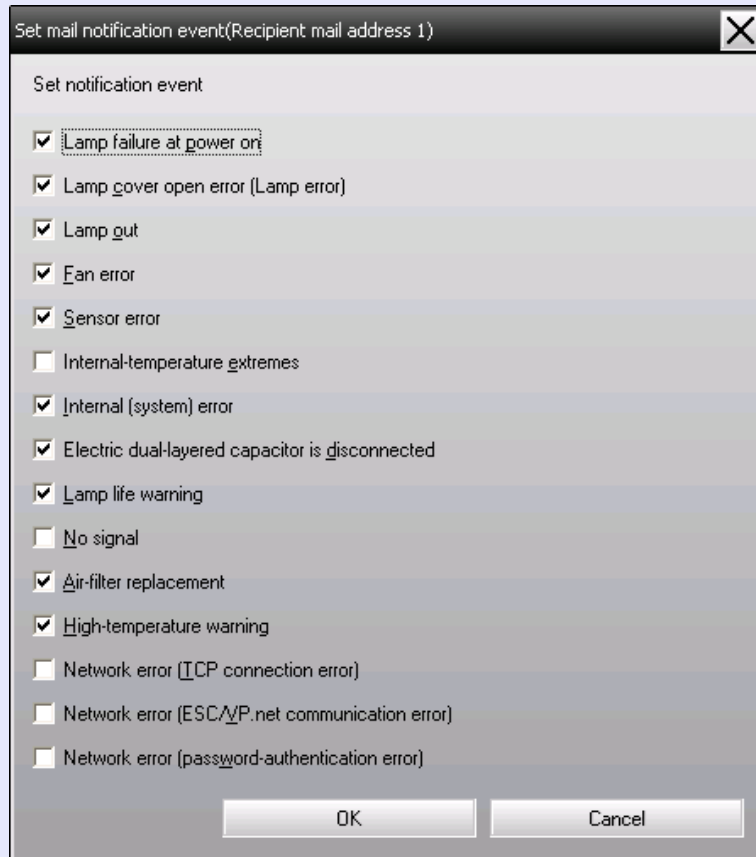 Set mail notification event(Recipient mail address 1)
Set notification event
Lamp failure at power on
Lamp cover open error (Lamp error)
Lamp out
Fan error
Sensor error
Internal-temperature extremes
Internal (system) error
Electric dual-layered capacitor is disconnected
Lamp life warning
No signal
Air-filter replacement
High-temperature warning
Network error (TCP connection error)
Network error (ESC/VP.net communication error)
Network error (password-authentication error)
OK
Cancel